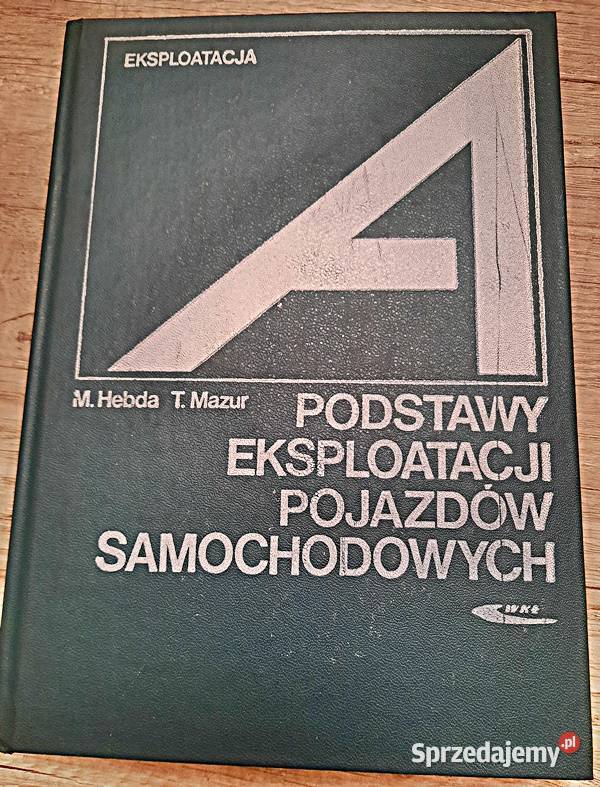 EKSPLOATACJA
A
M. Hebda T. Mazur
PODSTAWY
EKSPLOATACJI
POJAZDÓW
SAMOCHODOWYCH
WKŁ
Sprzedajemy.pl